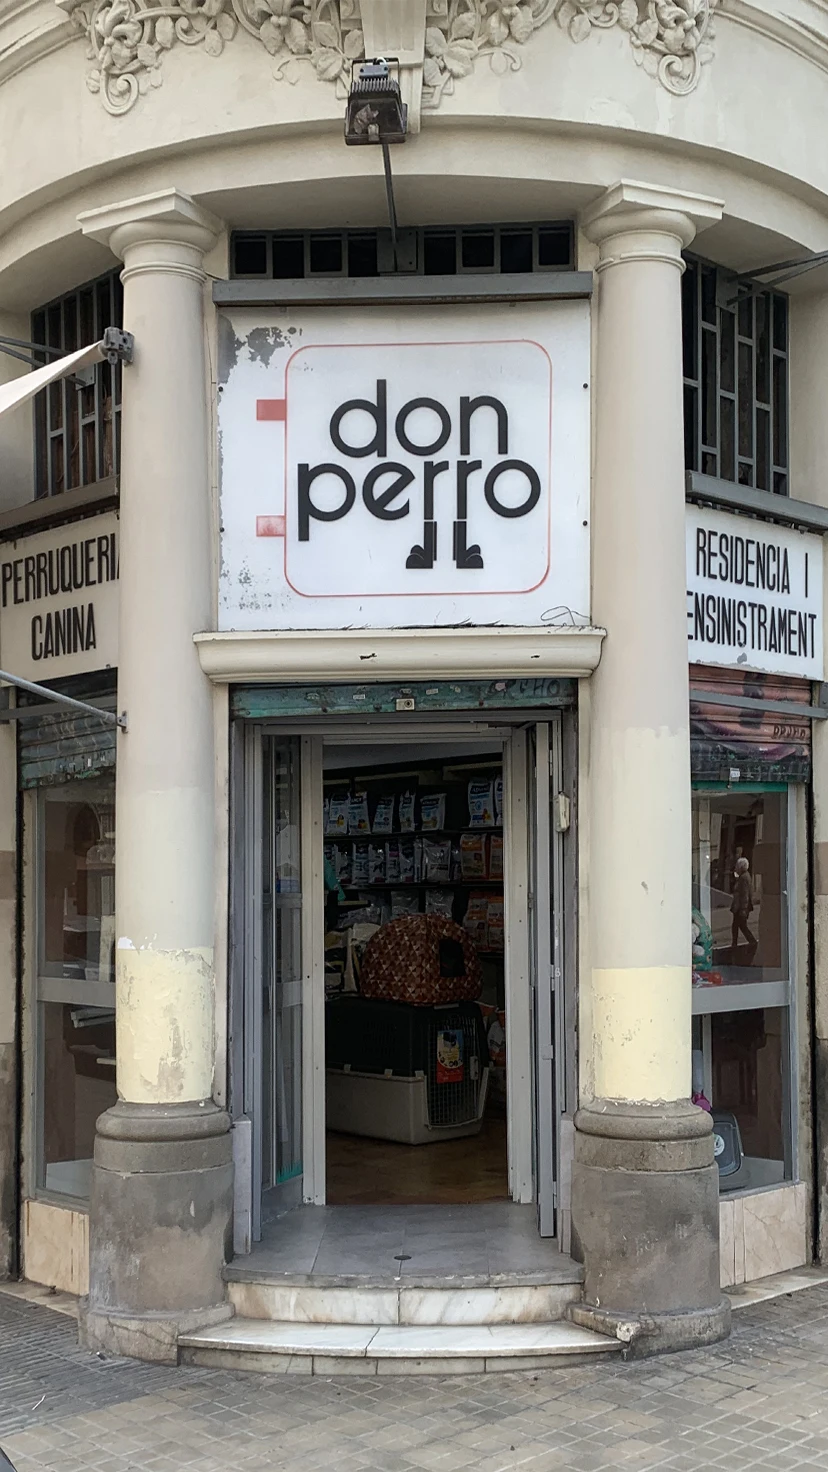 don
perro
PERRUQUERIA
CANINA
RESIDENCIA I
ENSINISTRAMENT